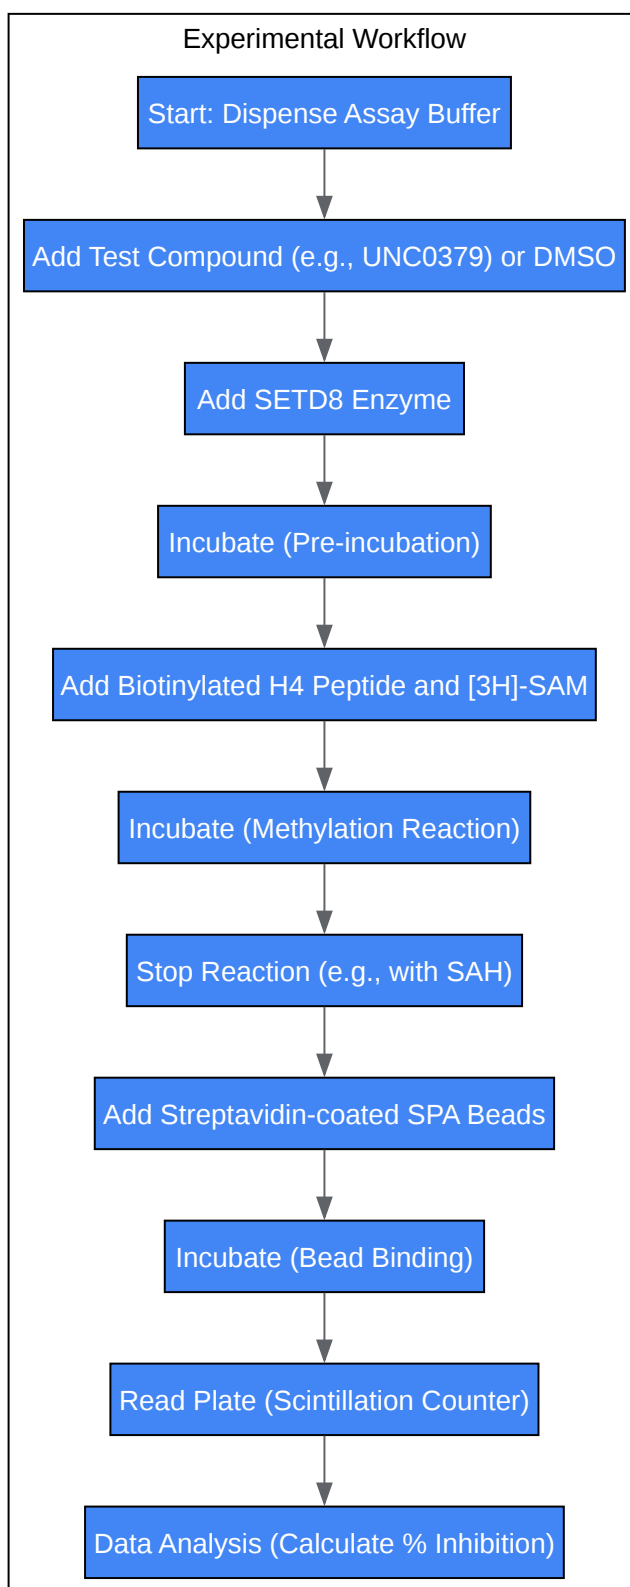 Experimental Workflow
Start: Dispense Assay Buffer
Add Test Compound (e.g., UNC0379) or DMSO
Add SETD8 Enzyme
Incubate (Pre-incubation)
Add Biotinylated H4 Peptide and [3H]-SAM
Incubate (Methylation Reaction)
Stop Reaction (e.g., with SAH)
Add Streptavidin-coated SPA Beads
Incubate (Bead Binding)
Read Plate (Scintillation Counter)
Data Analysis (Calculate % Inhibition)